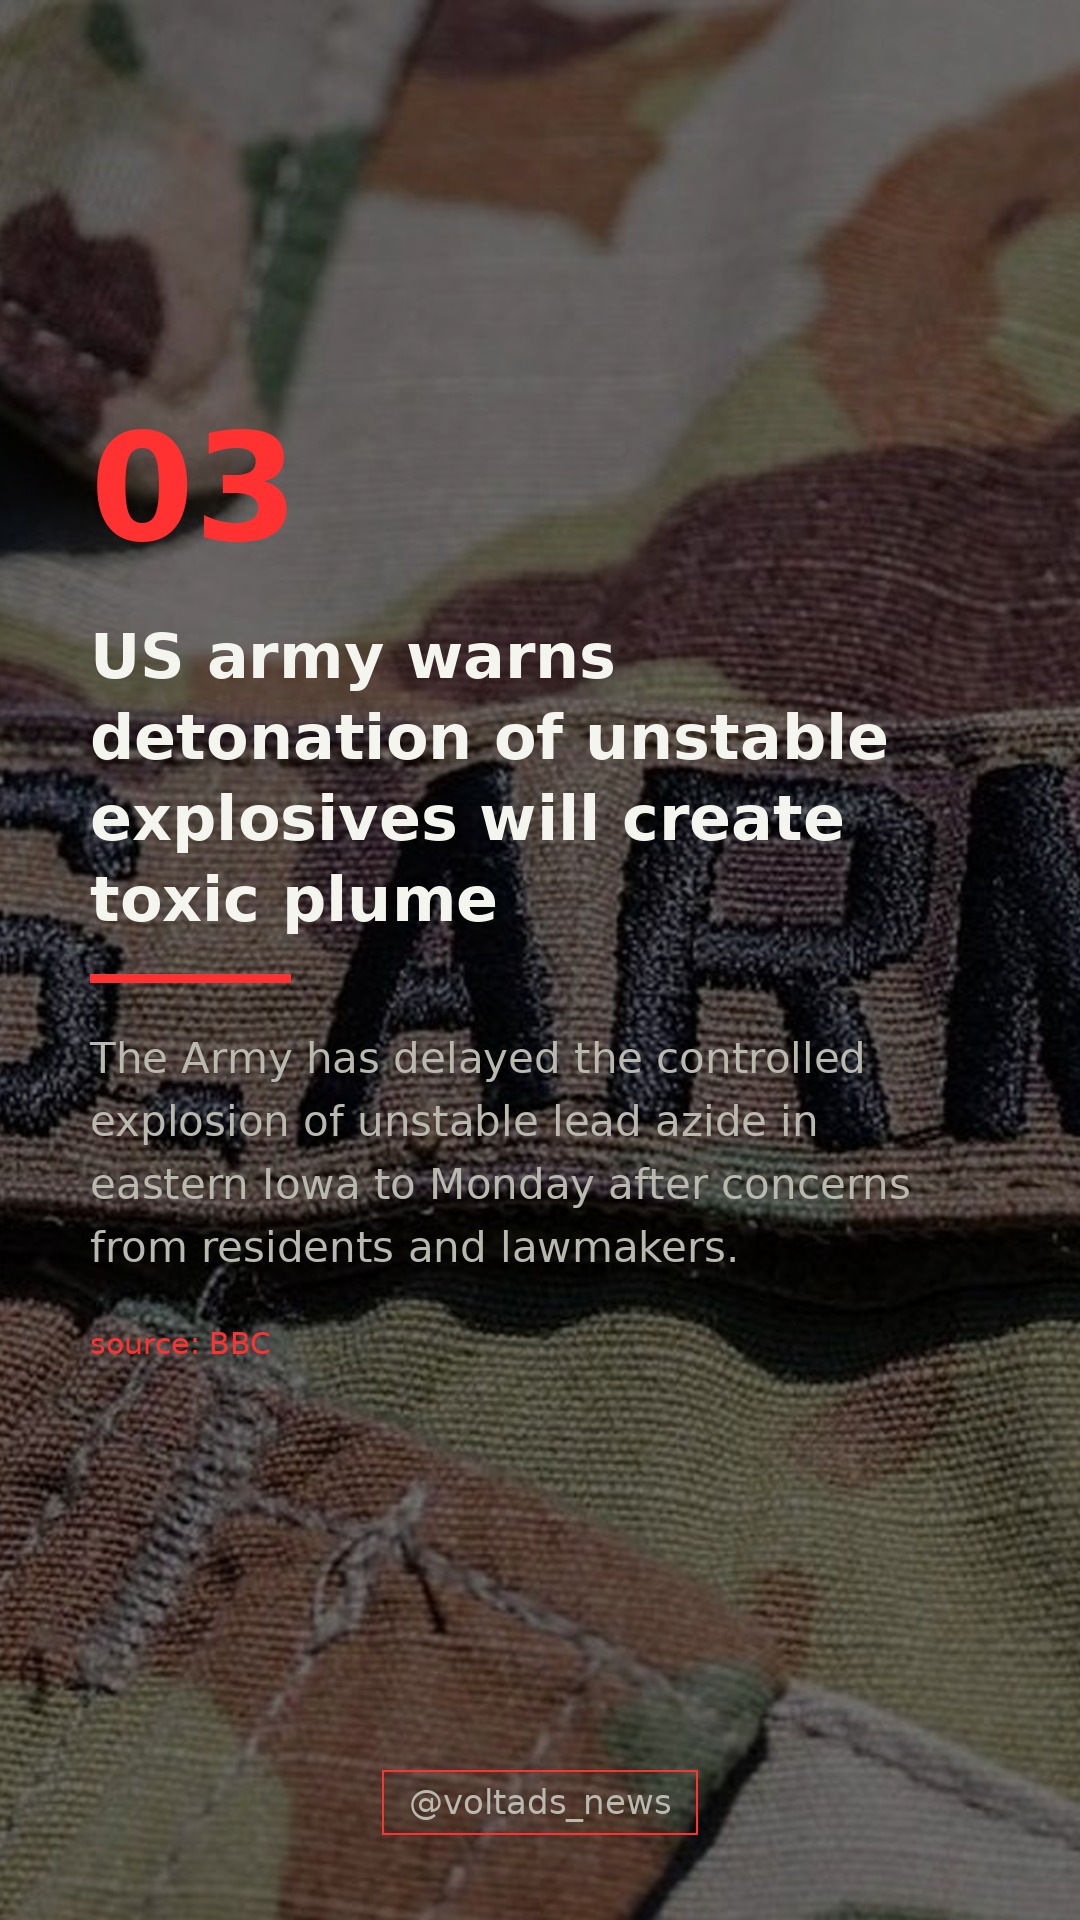 03
US army warns
detonation of unstable
explosives will create
toxic plume
The Army has delayed the controlled
explosion of unstable lead azide in
eastern Iowa to Monday after concerns
from residents and lawmakers.
source: BBC
@voltads_news